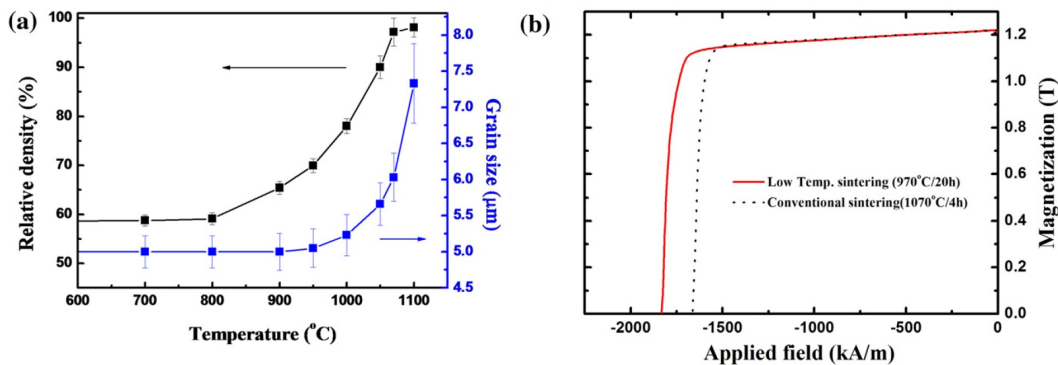 (a)
Relative density (%)
100
90
80
70
60
50
600 700 800 900 1000 1100
Temperature (°C)
8.0
7.5
7.0
6.5
6.0
5.5
5.0
4.5
Grain size (μm)
(b)
Low Temp. sintering (970°C/20h)
Conventional sintering(1070°C/4h)
1.2
1.0
0.8
0.6
0.4
0.2
0.0
Magnetization (T)
-2000 -1500 -1000 -500 0
Applied field (kA/m)